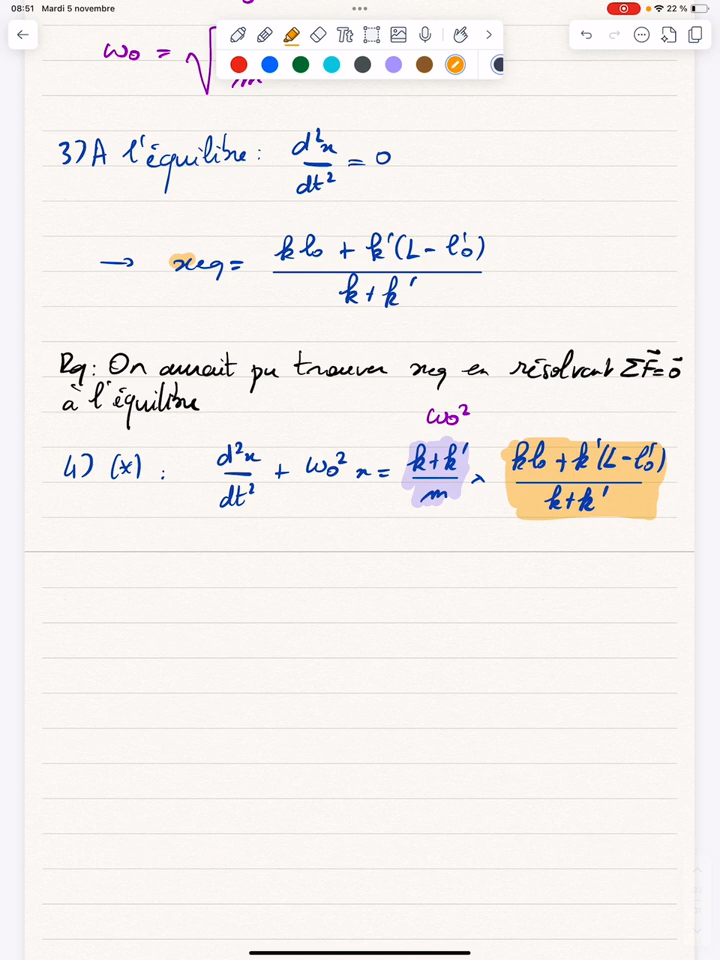 08:51 Mardi 5 novembre
22 %
Tt
ω₀ = √
m
3) A l'équilibre : d²x/dt² = 0
→ xeq = (kl₀ + k'(L - l'₀))/(k + k')
Rq : On aurait pu trouver xeq en résolvant ΣF⃗=0⃗
à l'équilibre
ω₀²
4) (*) : d²x/dt² + ω₀² x = (k+k')/m × (kl₀ + k'(L-l'₀))/(k+k')